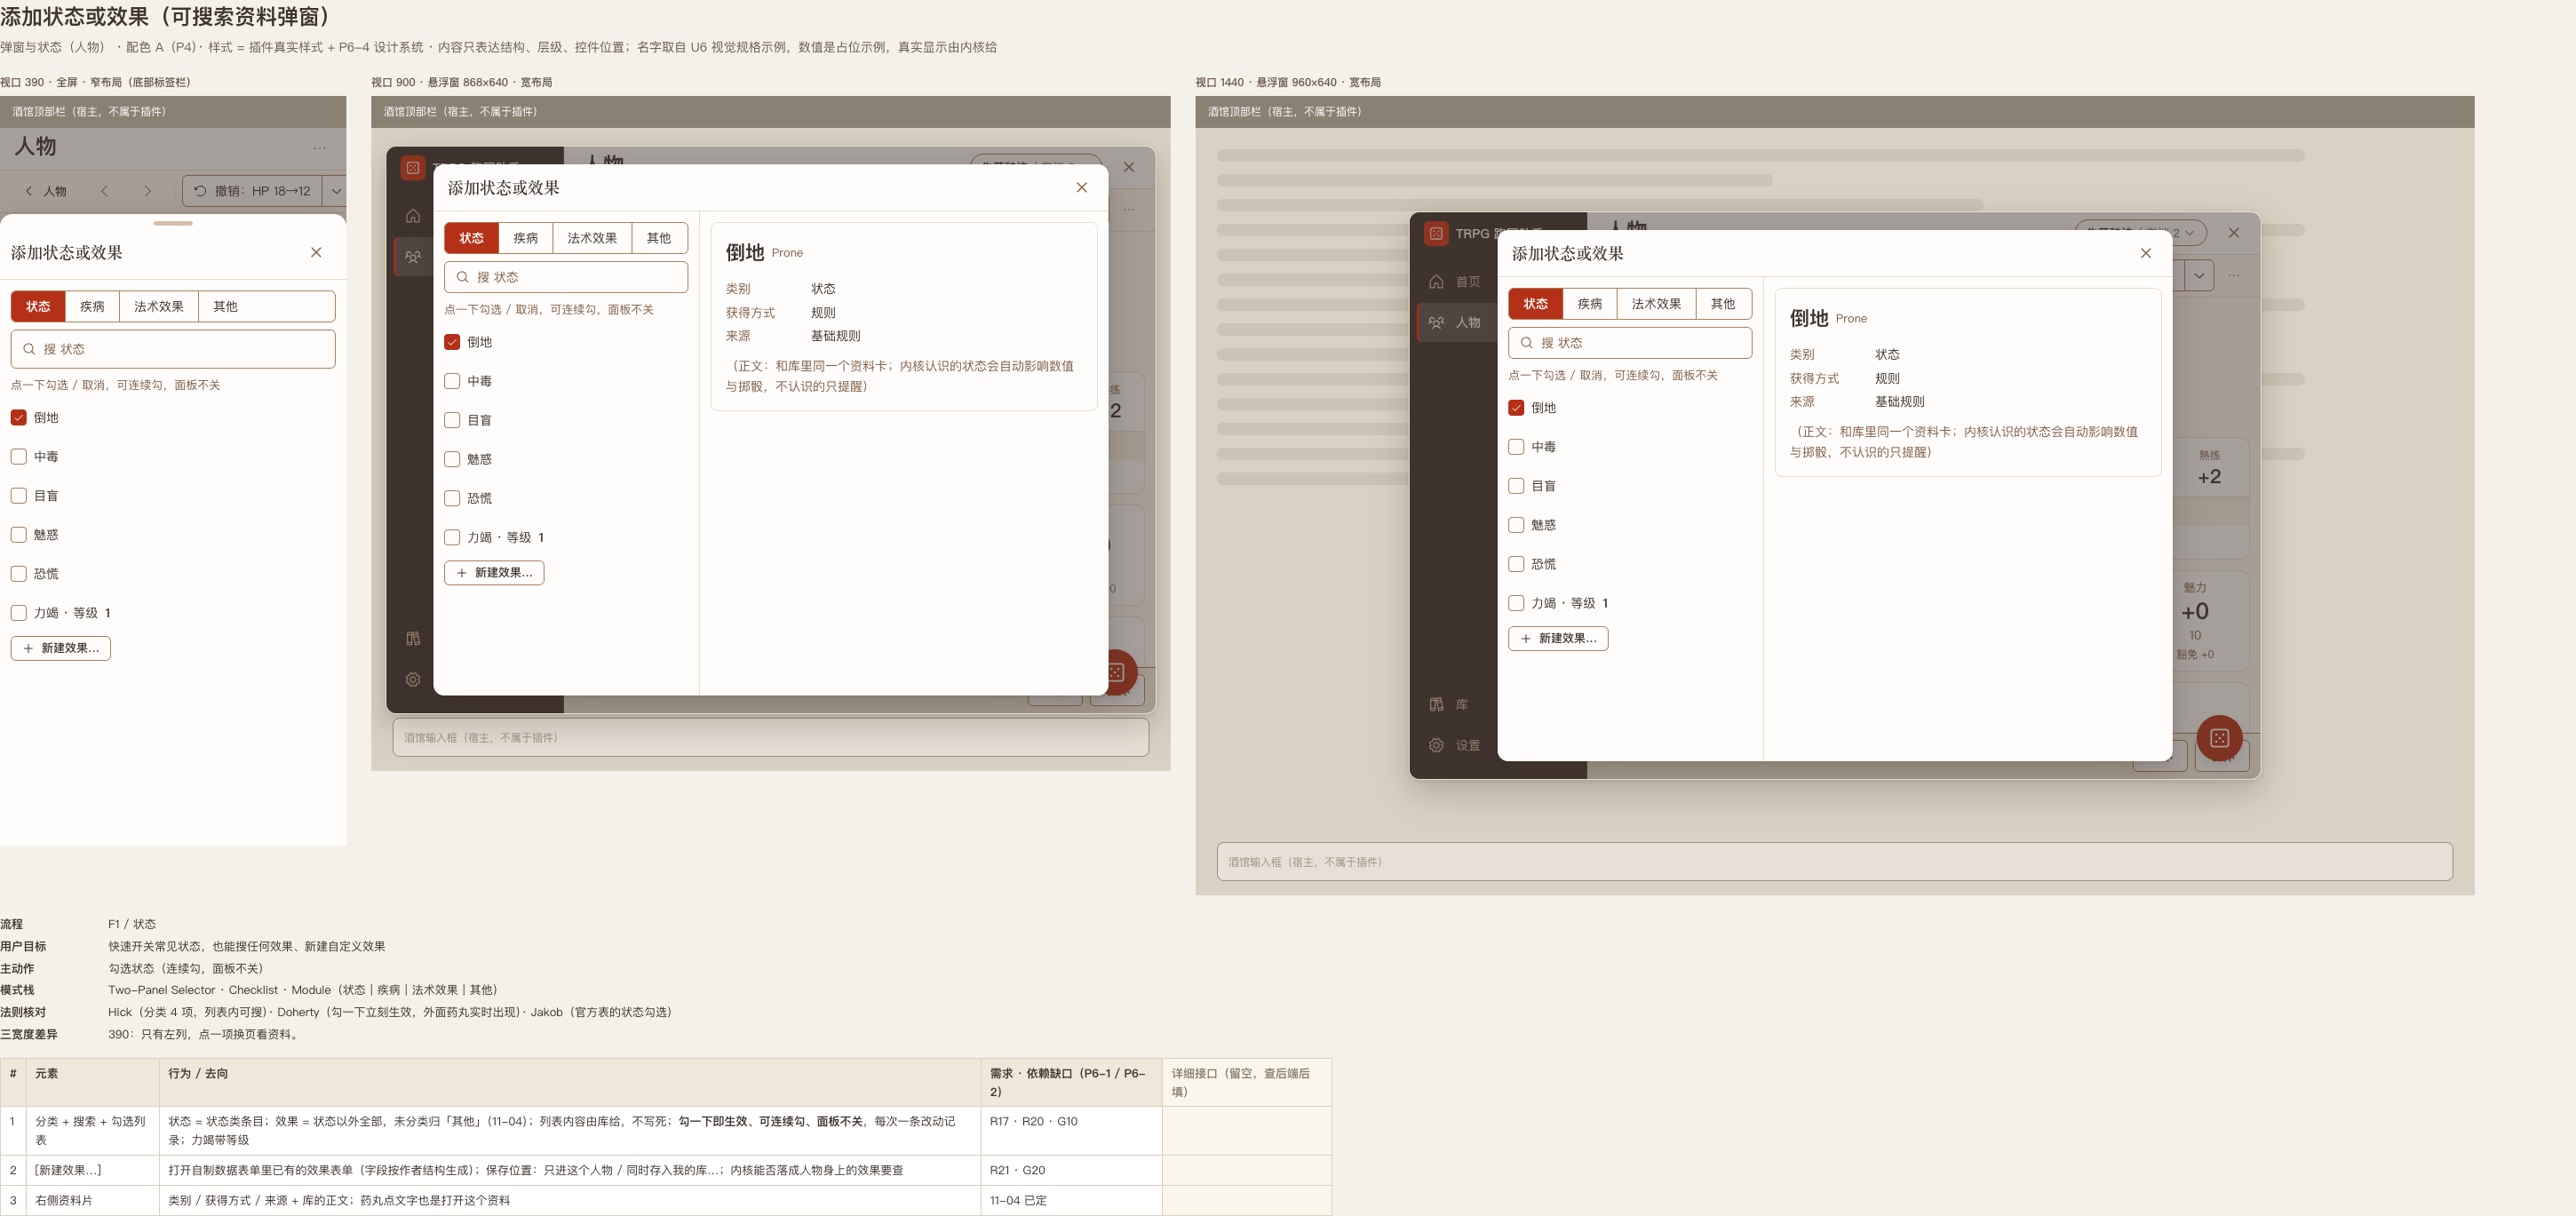 添加状态或效果（可搜索资料弹窗）
弹窗与状态（人物） · 配色 A（P4）· 样式 = 插件真实样式 + P6-4 设计系统 · 内容只表达结构、层级、控件位置；名字取自 U6 视觉规格示例，数值是占位示例，真实显示由内核给
视口 390 · 全屏 · 窄布局（底部标签栏）
酒馆顶部栏（宿主，不属于插件）
人物
人物
撤销：HP 18→12
添加状态或效果
状态 疾病 法术效果 其他
搜 状态
点一下勾选 / 取消，可连续勾，面板不关
倒地
中毒
目盲
魅惑
恐慌
力竭 · 等级 1
新建效果…
视口 900 · 悬浮窗 868×640 · 宽布局
酒馆顶部栏（宿主，不属于插件）
添加状态或效果
状态 疾病 法术效果 其他
搜 状态
点一下勾选 / 取消，可连续勾，面板不关
倒地
中毒
目盲
魅惑
恐慌
力竭 · 等级 1
新建效果…
倒地 Prone
类别 状态
获得方式 规则
来源 基础规则
（正文：和库里同一个资料卡；内核认识的状态会自动影响数值
与掷骰，不认识的只提醒）
酒馆输入框（宿主，不属于插件）
视口 1440 · 悬浮窗 960×640 · 宽布局
酒馆顶部栏（宿主，不属于插件）
TRPG
首页
人物
库
设置
添加状态或效果
状态 疾病 法术效果 其他
搜 状态
点一下勾选 / 取消，可连续勾，面板不关
倒地
中毒
目盲
魅惑
恐慌
力竭 · 等级 1
新建效果…
倒地 Prone
类别 状态
获得方式 规则
来源 基础规则
（正文：和库里同一个资料卡；内核认识的状态会自动影响数值
与掷骰，不认识的只提醒）
熟练
+2
魅力
+0
10
豁免 +0
酒馆输入框（宿主，不属于插件）
流程 F1 / 状态
用户目标 快速开关常见状态，也能搜任何效果、新建自定义效果
主动作 勾选状态（连续勾，面板不关）
模式栈 Two-Panel Selector · Checklist · Module（状态 | 疾病 | 法术效果 | 其他）
法则核对 Hick（分类 4 项，列表内可搜）· Doherty（勾一下立刻生效，外面药丸实时出现）· Jakob（官方表的状态勾选）
三宽度差异 390：只有左列，点一项换页看资料。
# 元素 行为 / 去向 需求 · 依赖缺口（P6-1 / P6-2） 详细接口（留空，查后端后填）
1 分类 + 搜索 + 勾选列表 状态 = 状态类条目；效果 = 状态以外全部，未分类归「其他」（11-04）；列表内容由库给，不写死；勾一下即生效、可连续勾、面板不关，每次一条改动记录；力竭带等级 R17 · R20 · G10
2 [新建效果…] 打开自制数据表单里已有的效果表单（字段按作者结构生成）；保存位置：只进这个人物 / 同时存入我的库…；内核能否落成人物身上的效果要查 R21 · G20
3 右侧资料片 类别 / 获得方式 / 来源 + 库的正文；药丸点文字也是打开这个资料 11-04 已定